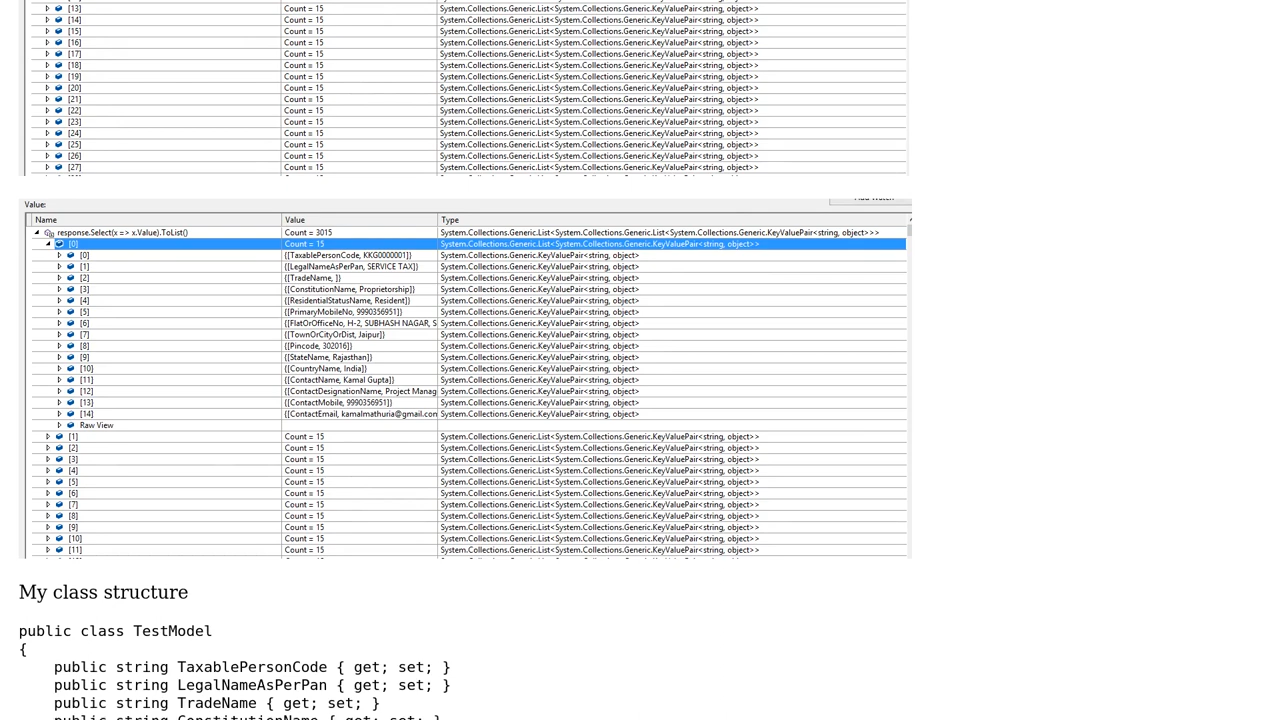 [13] Count = 15 System.Collections.Generic.List<System.Collections.Generic.KeyValuePair<string, object>>
[14] Count = 15 System.Collections.Generic.List<System.Collections.Generic.KeyValuePair<string, object>>
[15] Count = 15 System.Collections.Generic.List<System.Collections.Generic.KeyValuePair<string, object>>
[16] Count = 15 System.Collections.Generic.List<System.Collections.Generic.KeyValuePair<string, object>>
[17] Count = 15 System.Collections.Generic.List<System.Collections.Generic.KeyValuePair<string, object>>
[18] Count = 15 System.Collections.Generic.List<System.Collections.Generic.KeyValuePair<string, object>>
[19] Count = 15 System.Collections.Generic.List<System.Collections.Generic.KeyValuePair<string, object>>
[20] Count = 15 System.Collections.Generic.List<System.Collections.Generic.KeyValuePair<string, object>>
[21] Count = 15 System.Collections.Generic.List<System.Collections.Generic.KeyValuePair<string, object>>
[22] Count = 15 System.Collections.Generic.List<System.Collections.Generic.KeyValuePair<string, object>>
[23] Count = 15 System.Collections.Generic.List<System.Collections.Generic.KeyValuePair<string, object>>
[24] Count = 15 System.Collections.Generic.List<System.Collections.Generic.KeyValuePair<string, object>>
[25] Count = 15 System.Collections.Generic.List<System.Collections.Generic.KeyValuePair<string, object>>
[26] Count = 15 System.Collections.Generic.List<System.Collections.Generic.KeyValuePair<string, object>>
[27] Count = 15 System.Collections.Generic.List<System.Collections.Generic.KeyValuePair<string, object>>
Value:
Name Value Type
response.Select(x => x.Value).ToList() Count = 3015 System.Collections.Generic.List<System.Collections.Generic.List<System.Collections.Generic.KeyValuePair<string, object>>>
[0] Count = 15 System.Collections.Generic.List<System.Collections.Generic.KeyValuePair<string, object>>
[0] {[TaxablePersonCode, KKG0000001]} System.Collections.Generic.KeyValuePair<string, object>
[1] {[LegalNameAsPerPan, SERVICE TAX]} System.Collections.Generic.KeyValuePair<string, object>
[2] {[TradeName, ]} System.Collections.Generic.KeyValuePair<string, object>
[3] {[ConstitutionName, Proprietorship]} System.Collections.Generic.KeyValuePair<string, object>
[4] {[ResidentialStatusName, Resident]} System.Collections.Generic.KeyValuePair<string, object>
[5] {[PrimaryMobileNo, 9990356951]} System.Collections.Generic.KeyValuePair<string, object>
[6] {[FlatOrOfficeNo, H-2, SUBHASH NAGAR, S System.Collections.Generic.KeyValuePair<string, object>
[7] {[TownOrCityOrDist, Jaipur]} System.Collections.Generic.KeyValuePair<string, object>
[8] {[Pincode, 302016]} System.Collections.Generic.KeyValuePair<string, object>
[9] {[StateName, Rajasthan]} System.Collections.Generic.KeyValuePair<string, object>
[10] {[CountryName, India]} System.Collections.Generic.KeyValuePair<string, object>
[11] {[ContactName, Kamal Gupta]} System.Collections.Generic.KeyValuePair<string, object>
[12] {[ContactDesignationName, Project Manag System.Collections.Generic.KeyValuePair<string, object>
[13] {[ContactMobile, 9990356951]} System.Collections.Generic.KeyValuePair<string, object>
[14] {[ContactEmail, kamalmathuria@gmail.con System.Collections.Generic.KeyValuePair<string, object>
Raw View
[1] Count = 15 System.Collections.Generic.List<System.Collections.Generic.KeyValuePair<string, object>>
[2] Count = 15 System.Collections.Generic.List<System.Collections.Generic.KeyValuePair<string, object>>
[3] Count = 15 System.Collections.Generic.List<System.Collections.Generic.KeyValuePair<string, object>>
[4] Count = 15 System.Collections.Generic.List<System.Collections.Generic.KeyValuePair<string, object>>
[5] Count = 15 System.Collections.Generic.List<System.Collections.Generic.KeyValuePair<string, object>>
[6] Count = 15 System.Collections.Generic.List<System.Collections.Generic.KeyValuePair<string, object>>
[7] Count = 15 System.Collections.Generic.List<System.Collections.Generic.KeyValuePair<string, object>>
[8] Count = 15 System.Collections.Generic.List<System.Collections.Generic.KeyValuePair<string, object>>
[9] Count = 15 System.Collections.Generic.List<System.Collections.Generic.KeyValuePair<string, object>>
[10] Count = 15 System.Collections.Generic.List<System.Collections.Generic.KeyValuePair<string, object>>
[11] Count = 15 System.Collections.Generic.List<System.Collections.Generic.KeyValuePair<string, object>>
My class structure
public class TestModel
{
public string TaxablePersonCode { get; set; }
public string LegalNameAsPerPan { get; set; }
public string TradeName { get; set; }
public string ConstitutionName { get; set; }